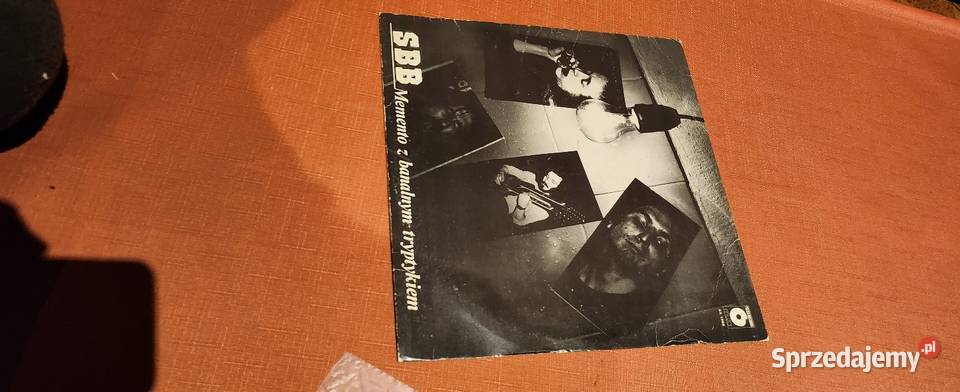 SBB Memento z banalnym tryptykiem
Sprzedajemy.pl